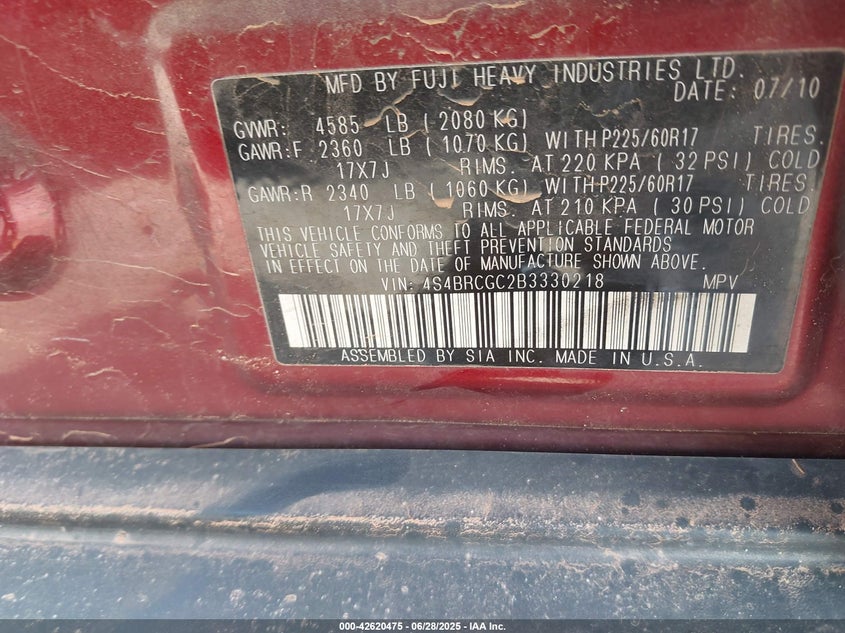 MFD BY FUJI HEAVY INDUSTRIES LTD.
DATE: 07/10
GVWR: 4585 LB ( 2080 KG)
GAWR:F 2360 LB ( 1070 KG) WITH P225/60R17 TIRES,
17X7J RIMS, AT 220 KPA ( 32 PSI) COLD
GAWR:R 2340 LB ( 1060 KG) WITH P225/60R17 TIRES,
17X7J RIMS, AT 210 KPA ( 30 PSI) COLD
THIS VEHICLE CONFORMS TO ALL APPLICABLE FEDERAL MOTOR
VEHICLE SAFETY AND THEFT PREVENTION STANDARDS
IN EFFECT ON THE DATE OF MANUFACTURE SHOWN ABOVE.
VIN: 4S4BRCGC2B3330218 MPV
ASSEMBLED BY SIA INC. MADE IN U.S.A.
000-42620475 - 06/28/2025 - IAA Inc.